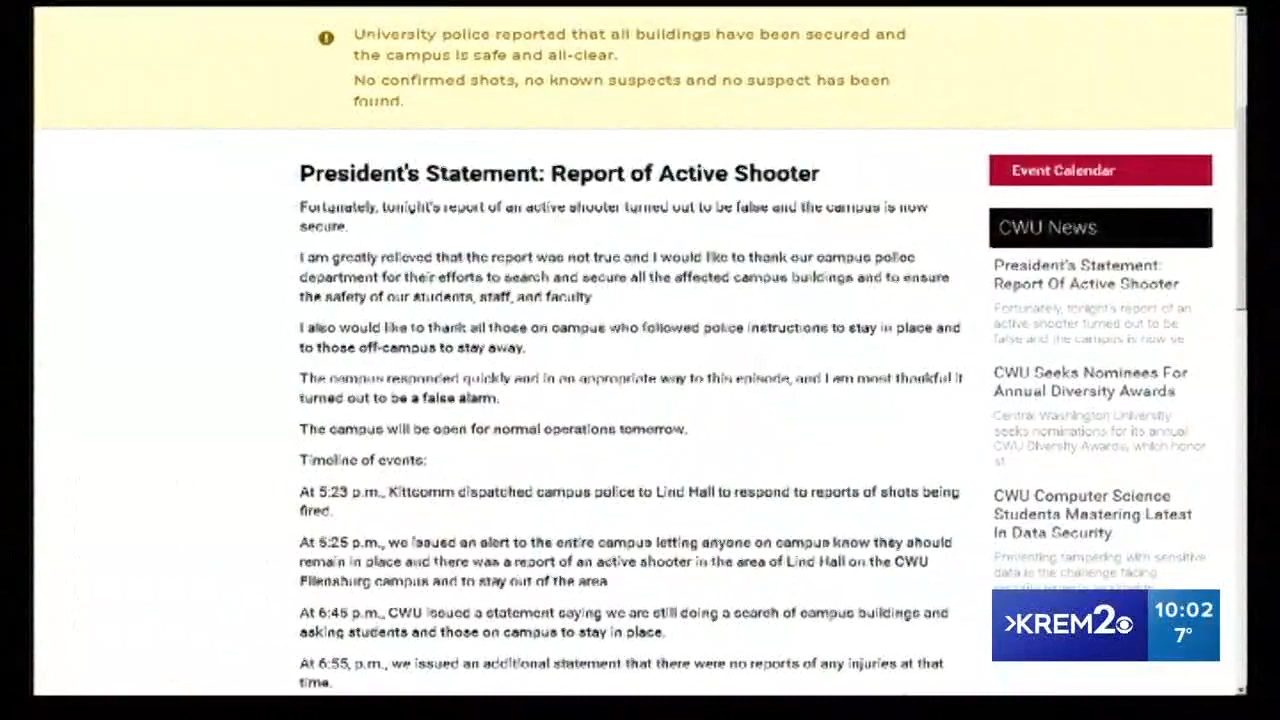 University police reported that all buildings have been secured and
the campus is safe and all-clear.
No confirmed shots, no known suspects and no suspect has been
found.
President's Statement: Report of Active Shooter
Fortunately, tonight's report of an active shooter turned out to be false and the campus is now
secure.
I am greatly relieved that the report was not true and I would like to thank our campus police
department for their efforts to search and secure all the affected campus buildings and to ensure
the safety of our students, staff, and faculty
I also would like to thank all those on campus who followed police instructions to stay in place and
to those off-campus to stay away.
The campus responded quickly and in an appropriate way to this episode, and I am most thankful it
turned out to be a false alarm.
The campus will be open for normal operations tomorrow.
Timeline of events:
At 5:23 p.m., Kittcomm dispatched campus police to Lind Hall to respond to reports of shots being
fired.
At 5:25 p.m., we issued an alert to the entire campus letting anyone on campus know they should
remain in place and there was a report of an active shooter in the area of Lind Hall on the CWU
Ellensburg campus and to stay out of the area
At 6:45 p.m., CWU issued a statement saying we are still doing a search of campus buildings and
asking students and those on campus to stay in place.
At 6:55, p.m., we issued an additional statement that there were no reports of any injuries at that
time.
Event Calendar
CWU News
President's Statement:
Report Of Active Shooter
Fortunately, tonight's report of an
active shooter turned out to be
false and the campus is now se
CWU Seeks Nominees For
Annual Diversity Awards
Central Washington University
seeks nominations for its annual
CWU Diversity Awards, which honor
st
CWU Computer Science
Students Mastering Latest
In Data Security
Preventing tampering with sensitive
data is the challenge facing
KREM2
10:02
7°